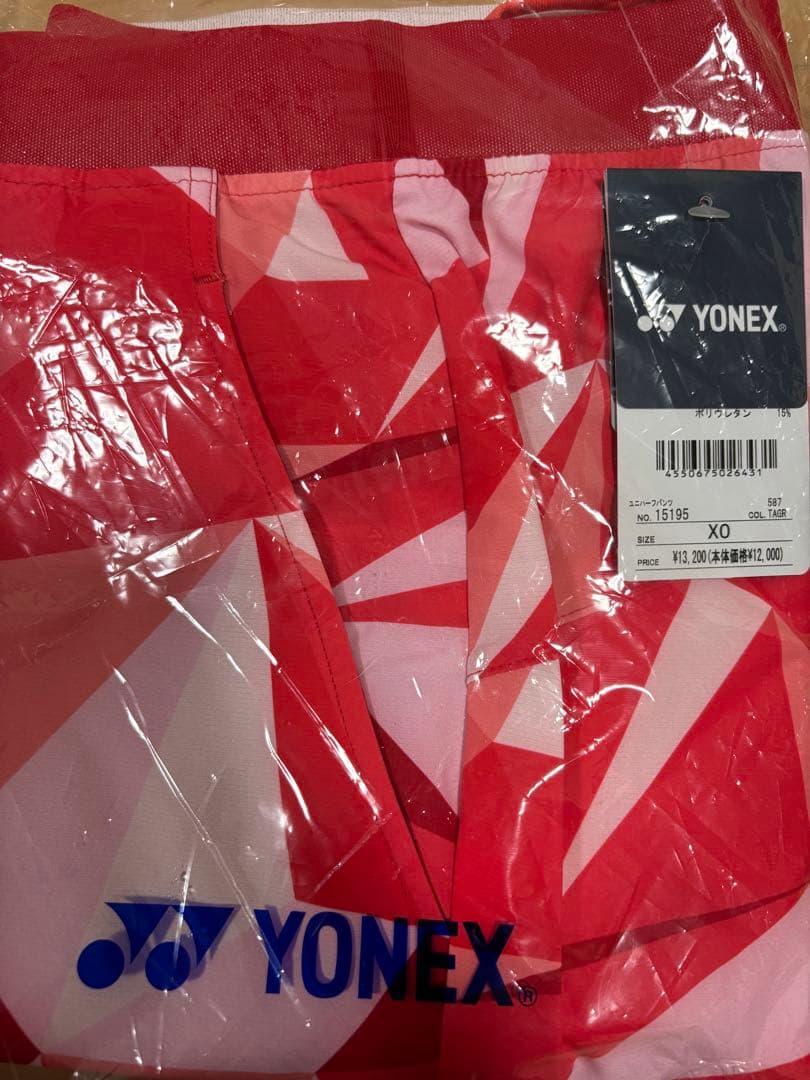 YONEX®
ポリウレタン 15%
4550675026431
ユニハーフパンツ 587
NO. 15195 COL. TAGR
SIZE XO
PRICE ¥13,200(本体価格¥12,000)
YONEX®